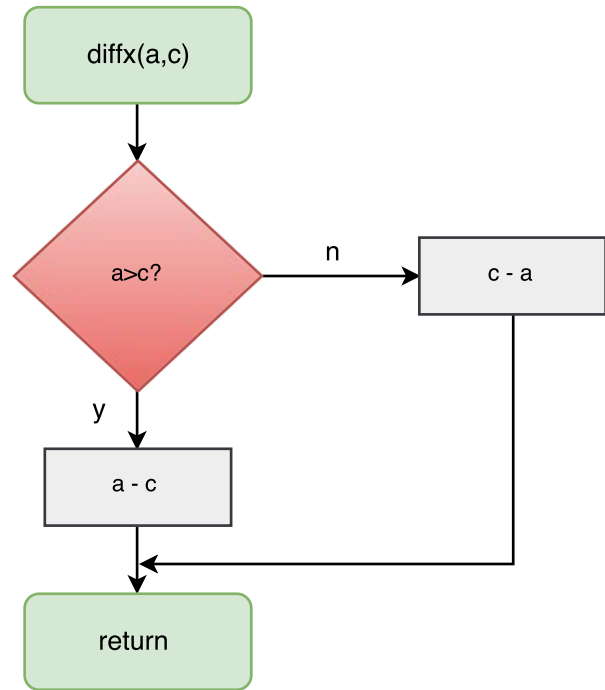 diffx(a,c)
a>c?
n
c - a
y
a - c
return